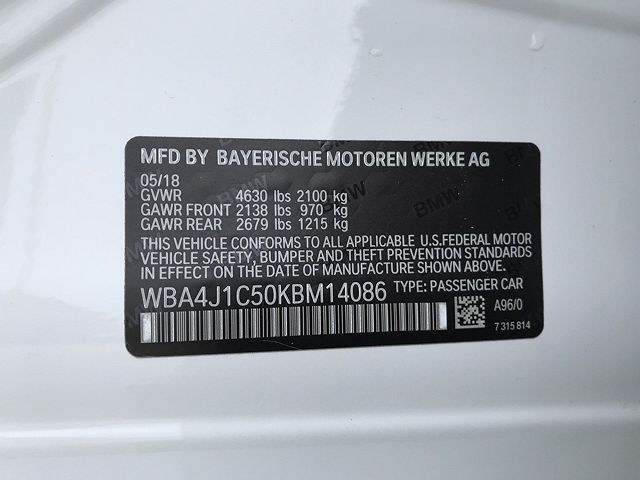 MFD BY BAYERISCHE MOTOREN WERKE AG
05/18
GVWR 4630 lbs 2100 kg
GAWR FRONT 2138 lbs 970 kg
GAWR REAR 2679 lbs 1215 kg
THIS VEHICLE CONFORMS TO ALL APPLICABLE U.S.FEDERAL MOTOR
VEHICLE SAFETY, BUMPER AND THEFT PREVENTION STANDARDS
IN EFFECT ON THE DATE OF MANUFACTURE SHOWN ABOVE.
WBA4J1C50KBM14086 TYPE: PASSENGER CAR
A96/0
7 315 814